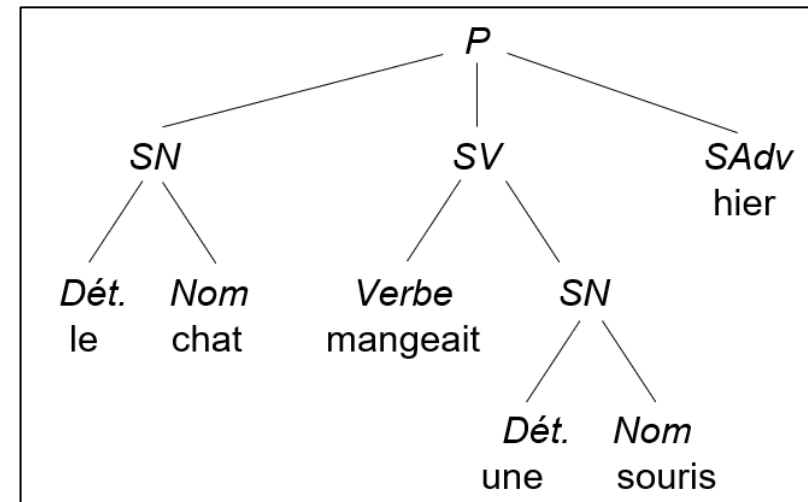 P
SN SV SAdv
hier
Dét. Nom Verbe SN
le chat mangeait
Dét. Nom
une souris